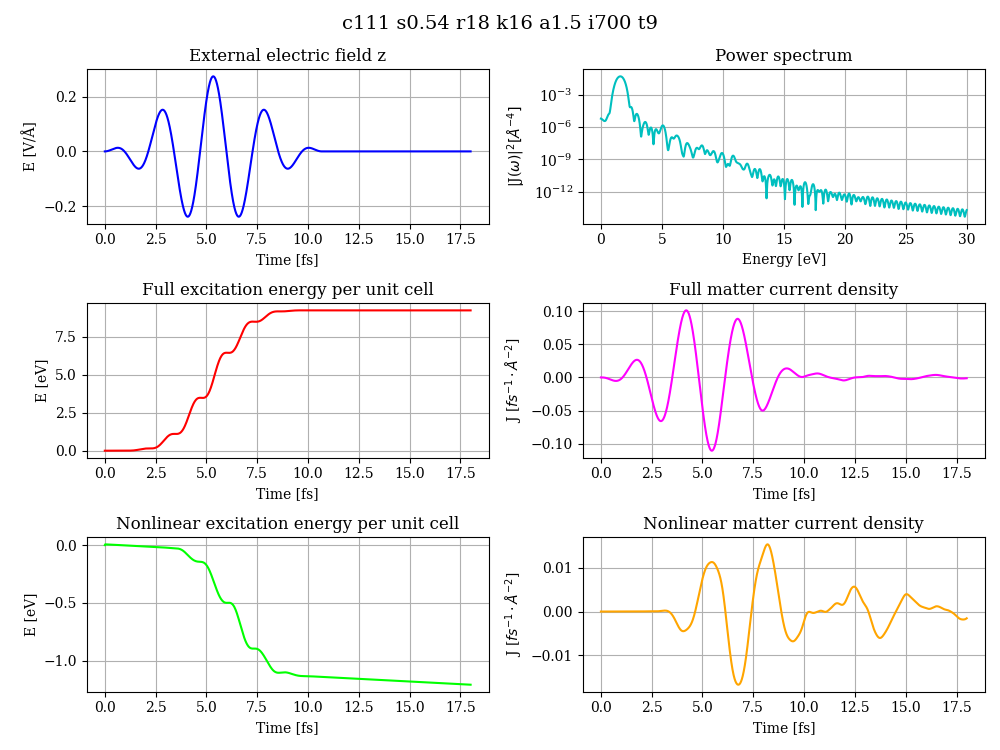 c111 s0.54 r18 k16 a1.5 i700 t9
External electric field z
E [V/Å]
0.2
0.0
−0.2
0.0 2.5 5.0 7.5 10.0 12.5 15.0 17.5
Time [fs]
Power spectrum
|J(ω)|² [Å⁻⁴]
10⁻³
10⁻⁶
10⁻⁹
10⁻¹²
0 5 10 15 20 25 30
Energy [eV]
Full excitation energy per unit cell
E [eV]
7.5
5.0
2.5
0.0
0.0 2.5 5.0 7.5 10.0 12.5 15.0 17.5
Time [fs]
Full matter current density
J [fs⁻¹ · Å⁻²]
0.10
0.05
0.00
−0.05
−0.10
0.0 2.5 5.0 7.5 10.0 12.5 15.0 17.5
Time [fs]
Nonlinear excitation energy per unit cell
E [eV]
0.0
−0.5
−1.0
0.0 2.5 5.0 7.5 10.0 12.5 15.0 17.5
Time [fs]
Nonlinear matter current density
J [fs⁻¹ · Å⁻²]
0.01
0.00
−0.01
0.0 2.5 5.0 7.5 10.0 12.5 15.0 17.5
Time [fs]